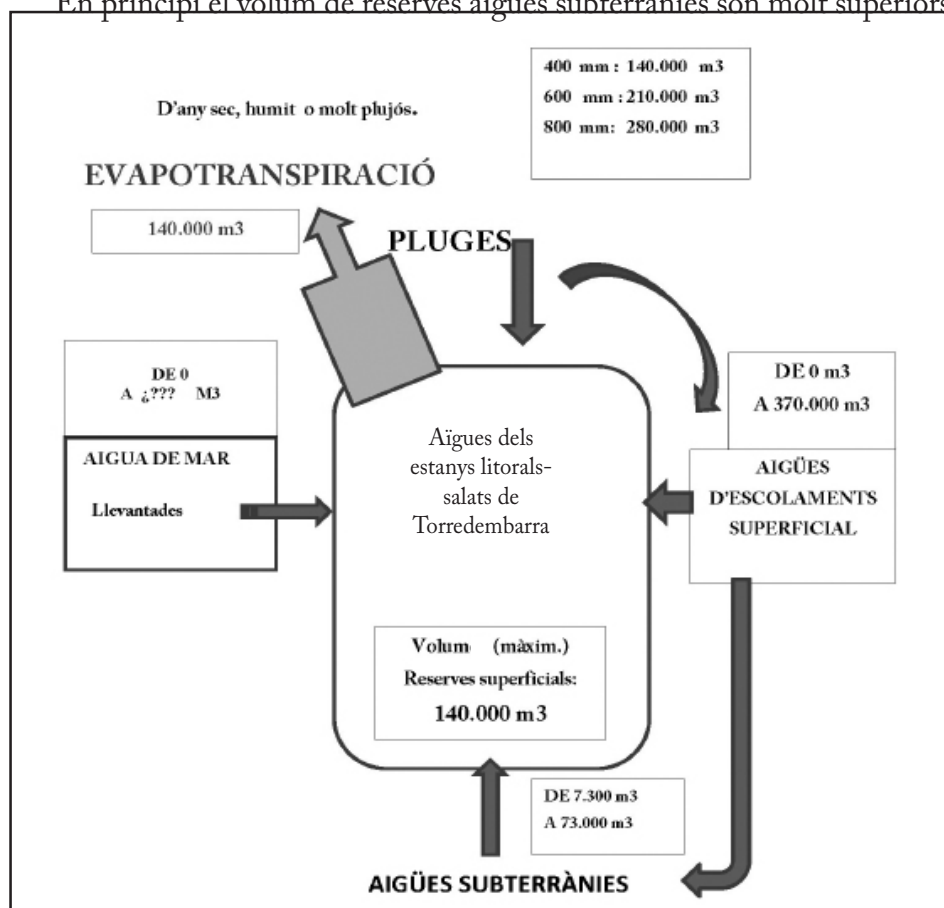 En principi el volum de reserves aigües subterrànies son molt superiors
400 mm : 140.000 m3
600 mm : 210.000 m3
800 mm: 280.000 m3
D'any sec, humit o molt plujós.
EVAPOTRANSPIRACIÓ
140.000 m3
PLUGES
DE 0
A ¿??? M3
AIGUA DE MAR
Llevantades
DE 0 m3
A 370.000 m3
AIGÜES
D'ESCOLAMENTS
SUPERFICIAL
Aïgues dels
estanys litorals-
salats de
Torredembarra
Volum (màxim.)
Reserves superficials:
140.000 m3
DE 7.300 m3
A 73.000 m3
AIGÜES SUBTERRÀNIES